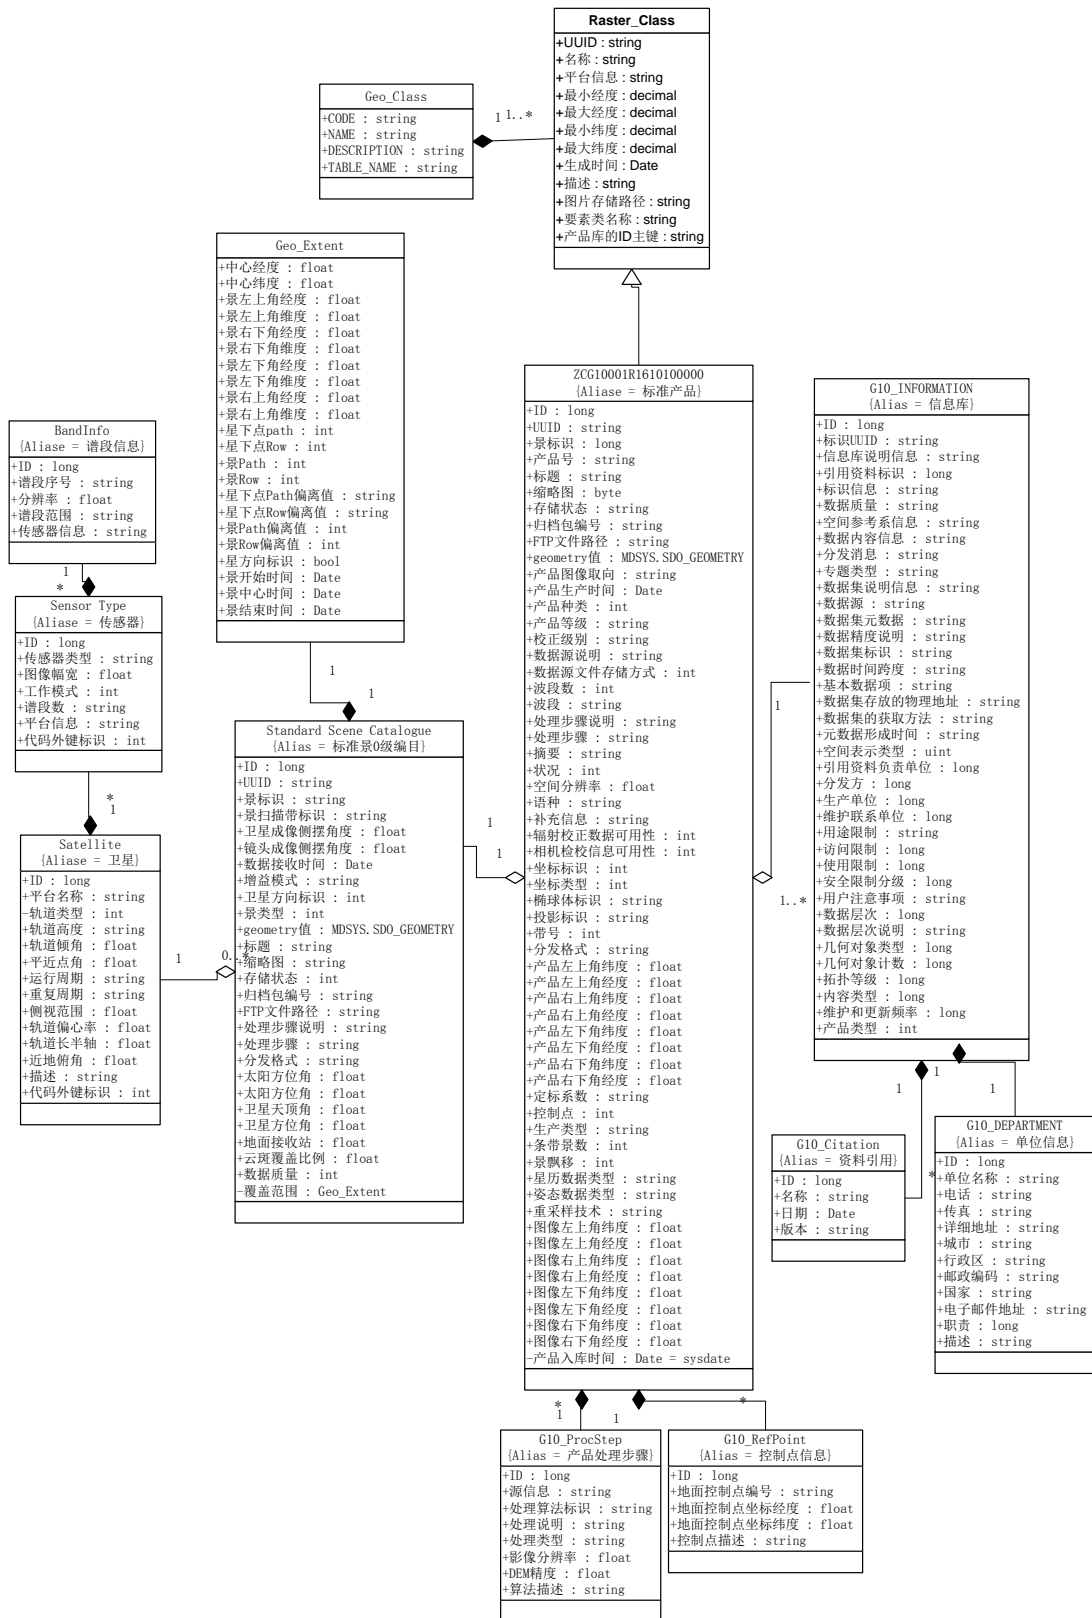 Raster_Class
+UUID : string
+名称 : string
+平台信息 : string
+最小经度 : decimal
+最大经度 : decimal
+最小纬度 : decimal
+最大纬度 : decimal
+生成时间 : Date
+描述 : string
+图片存储路径 : string
+要素类名称 : string
+产品库的ID主键 : string
Geo_Class
+CODE : string
+NAME : string
+DESCRIPTION : string
+TABLE_NAME : string
1
1..*
Geo_Extent
+中心经度 : float
+中心纬度 : float
+景左上角经度 : float
+景左上角维度 : float
+景右下角经度 : float
+景右下角维度 : float
+景左下角经度 : float
+景左下角维度 : float
+景右上角经度 : float
+景右上角维度 : float
+星下点path : int
+星下点Row : int
+景Path : int
+景Row : int
+星下点Path偏离值 : string
+星下点Row偏离值 : string
+景Path偏离值 : int
+景Row偏离值 : int
+星方向标识 : bool
+景开始时间 : Date
+景中心时间 : Date
+景结束时间 : Date
1
1
BandInfo
{Aliase = 谱段信息}
+ID : long
+谱段序号 : string
+分辨率 : float
+谱段范围 : string
+传感器信息 : string
1
*
Sensor Type
{Aliase = 传感器}
+ID : long
+传感器类型 : string
+图像幅宽 : float
+工作模式 : int
+谱段数 : string
+平台信息 : string
+代码外键标识 : int
*
1
Satellite
{Aliase = 卫星}
+ID : long
+平台名称 : string
-轨道类型 : int
+轨道高度 : string
+轨道倾角 : float
+平近点角 : float
+运行周期 : string
+重复周期 : string
+侧视范围 : float
+轨道偏心率 : float
+轨道长半轴 : float
+近地俯角 : float
+描述 : string
+代码外键标识 : int
1
0..*
Standard Scene Catalogue
{Alias = 标准景0级编目}
+ID : long
+UUID : string
+景标识 : string
+景扫描带标识 : string
+卫星成像侧摆角度 : float
+镜头成像侧摆角度 : float
+数据接收时间 : Date
+增益模式 : string
+卫星方向标识 : int
+景类型 : int
+geometry值 : MDSYS.SDO_GEOMETRY
+标题 : string
+缩略图 : string
+存储状态 : int
+归档包编号 : string
+FTP文件路径 : string
+处理步骤说明 : string
+处理步骤 : string
+分发格式 : string
+太阳方位角 : float
+太阳方位角 : float
+卫星天顶角 : float
+卫星方位角 : float
+地面接收站 : float
+云斑覆盖比例 : float
+数据质量 : int
-覆盖范围 : Geo_Extent
1
1
ZCG10001R1610100000
{Aliase = 标准产品}
+ID : long
+UUID : string
+景标识 : long
+产品号 : string
+标题 : string
+缩略图 : byte
+存储状态 : string
+归档包编号 : string
+FTP文件路径 : string
+geometry值 : MDSYS.SDO_GEOMETRY
+产品图像取向 : string
+产品生产时间 : Date
+产品种类 : int
+产品等级 : string
+校正级别 : string
+数据源说明 : string
+数据源文件存储方式 : int
+波段数 : int
+波段 : string
+处理步骤说明 : string
+处理步骤 : string
+摘要 : string
+状况 : int
+空间分辨率 : float
+语种 : string
+补充信息 : string
+辐射校正数据可用性 : int
+相机检校信息可用性 : int
+坐标标识 : int
+坐标类型 : int
+椭球体标识 : string
+投影标识 : string
+带号 : int
+分发格式 : string
+产品左上角纬度 : float
+产品左上角经度 : float
+产品右上角纬度 : float
+产品右上角经度 : float
+产品左下角纬度 : float
+产品左下角经度 : float
+产品右下角纬度 : float
+产品右下角经度 : float
+定标系数 : string
+控制点 : int
+生产类型 : string
+条带景数 : int
+景飘移 : int
+星历数据类型 : string
+姿态数据类型 : string
+重采样技术 : string
+图像左上角纬度 : float
+图像左上角经度 : float
+图像右上角纬度 : float
+图像右上角经度 : float
+图像左下角纬度 : float
+图像左下角经度 : float
+图像右下角纬度 : float
+图像右下角经度 : float
-产品入库时间 : Date = sysdate
1
1
1..*
G10_INFORMATION
{Alias = 信息库}
+ID : long
+标识UUID : string
+信息库说明信息 : string
+引用资料标识 : long
+标识信息 : string
+数据质量 : string
+空间参考系信息 : string
+数据内容信息 : string
+分发消息 : string
+专题类型 : string
+数据集说明信息 : string
+数据源 : string
+数据集元数据 : string
+数据精度说明 : string
+数据集标识 : string
+数据时间跨度 : string
+基本数据项 : string
+数据集存放的物理地址 : string
+数据集的获取方法 : string
+元数据形成时间 : string
+空间表示类型 : uint
+引用资料负责单位 : long
+分发方 : long
+生产单位 : long
+维护联系单位 : long
+用途限制 : string
+访问限制 : long
+使用限制 : long
+安全限制分级 : long
+用户注意事项 : string
+数据层次 : long
+数据层次说明 : string
+几何对象类型 : long
+几何对象计数 : long
+拓扑等级 : long
+内容类型 : long
+维护和更新频率 : long
+产品类型 : int
1
1
1
*
G10_Citation
{Alias = 资料引用}
+ID : long
+名称 : string
+日期 : Date
+版本 : string
G10_DEPARTMENT
{Alias = 单位信息}
+ID : long
+单位名称 : string
+电话 : string
+传真 : string
+详细地址 : string
+城市 : string
+行政区 : string
+邮政编码 : string
+国家 : string
+电子邮件地址 : string
+职责 : long
+描述 : string
*
1
1
*
G10_ProcStep
{Alias = 产品处理步骤}
+ID : long
+源信息 : string
+处理算法标识 : string
+处理说明 : string
+处理类型 : string
+影像分辨率 : float
+DEM精度 : float
+算法描述 : string
G10_RefPoint
{Alias = 控制点信息}
+ID : long
+地面控制点编号 : string
+地面控制点坐标经度 : float
+地面控制点坐标纬度 : float
+控制点描述 : string